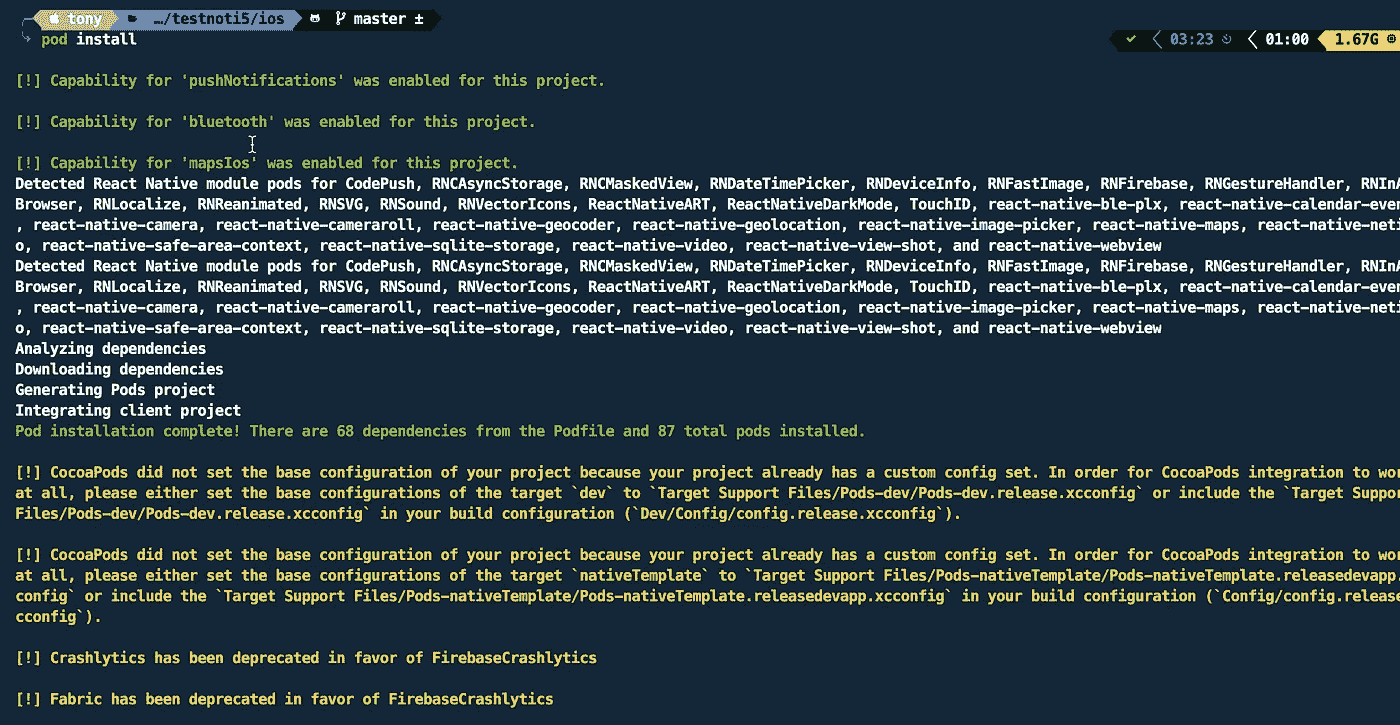 tony …/testnoti5/ios master ±
pod install
✓ 03:23 01:00 1.67G
[!] Capability for 'pushNotifications' was enabled for this project.
[!] Capability for 'bluetooth' was enabled for this project.
[!] Capability for 'mapsIos' was enabled for this project.
Detected React Native module pods for CodePush, RNCAsyncStorage, RNCMaskedView, RNDateTimePicker, RNDeviceInfo, RNFastImage, RNFirebase, RNGestureHandler, RNInA
Browser, RNLocalize, RNReanimated, RNSVG, RNSound, RNVectorIcons, ReactNativeART, ReactNativeDarkMode, TouchID, react-native-ble-plx, react-native-calendar-even
, react-native-camera, react-native-cameraroll, react-native-geocoder, react-native-geolocation, react-native-image-picker, react-native-maps, react-native-neti
o, react-native-safe-area-context, react-native-sqlite-storage, react-native-video, react-native-view-shot, and react-native-webview
Detected React Native module pods for CodePush, RNCAsyncStorage, RNCMaskedView, RNDateTimePicker, RNDeviceInfo, RNFastImage, RNFirebase, RNGestureHandler, RNInA
Browser, RNLocalize, RNReanimated, RNSVG, RNSound, RNVectorIcons, ReactNativeART, ReactNativeDarkMode, TouchID, react-native-ble-plx, react-native-calendar-even
, react-native-camera, react-native-cameraroll, react-native-geocoder, react-native-geolocation, react-native-image-picker, react-native-maps, react-native-neti
o, react-native-safe-area-context, react-native-sqlite-storage, react-native-video, react-native-view-shot, and react-native-webview
Analyzing dependencies
Downloading dependencies
Generating Pods project
Integrating client project
Pod installation complete! There are 68 dependencies from the Podfile and 87 total pods installed.
[!] CocoaPods did not set the base configuration of your project because your project already has a custom config set. In order for CocoaPods integration to wor
at all, please either set the base configurations of the target `dev` to `Target Support Files/Pods-dev/Pods-dev.release.xcconfig` or include the `Target Suppor
Files/Pods-dev/Pods-dev.release.xcconfig` in your build configuration (`Dev/Config/config.release.xcconfig`).
[!] CocoaPods did not set the base configuration of your project because your project already has a custom config set. In order for CocoaPods integration to wor
at all, please either set the base configurations of the target `nativeTemplate` to `Target Support Files/Pods-nativeTemplate/Pods-nativeTemplate.releasedevapp.
config` or include the `Target Support Files/Pods-nativeTemplate/Pods-nativeTemplate.releasedevapp.xcconfig` in your build configuration (`Config/config.release
cconfig`).
[!] Crashlytics has been deprecated in favor of FirebaseCrashlytics
[!] Fabric has been deprecated in favor of FirebaseCrashlytics